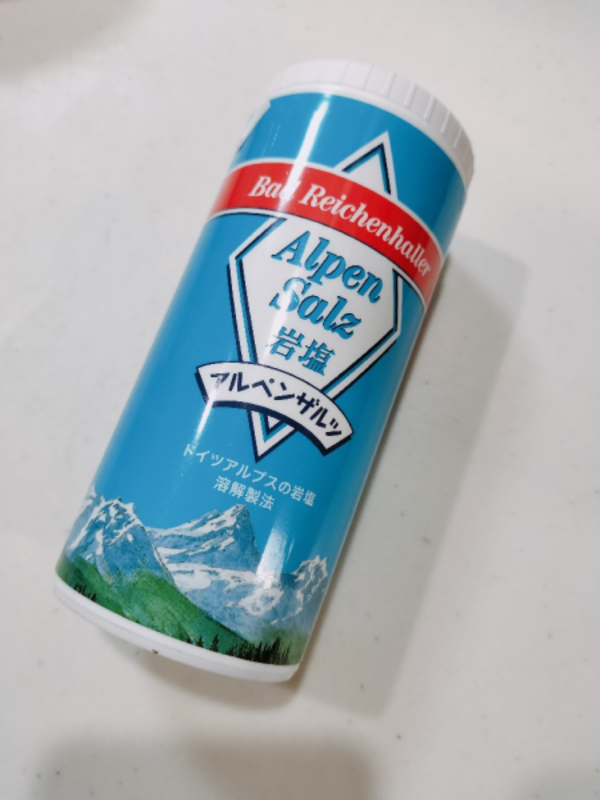 Bad Reichenhaller
Alpen
Salz
岩塩
アルペンザルツ
ドイツアルプスの岩塩
溶解製法